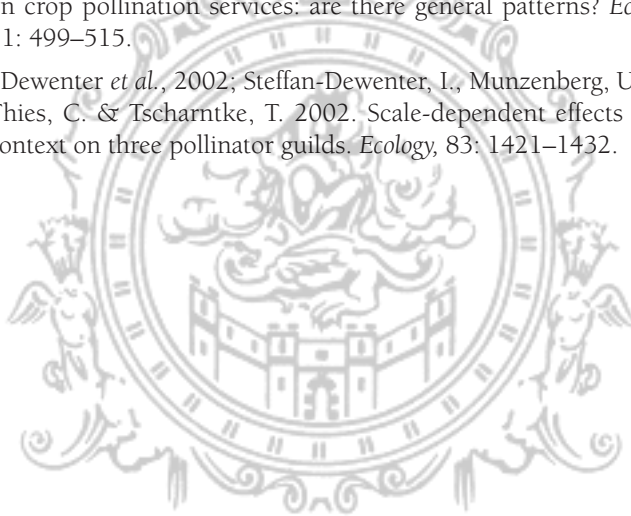 n crop pollination services: are there general patterns? Ec
1: 499–515.
Dewenter et al., 2002; Steffan-Dewenter, I., Munzenberg, U
Thies, C. & Tscharntke, T. 2002. Scale-dependent effects
ontext on three pollinator guilds. Ecology, 83: 1421–1432.